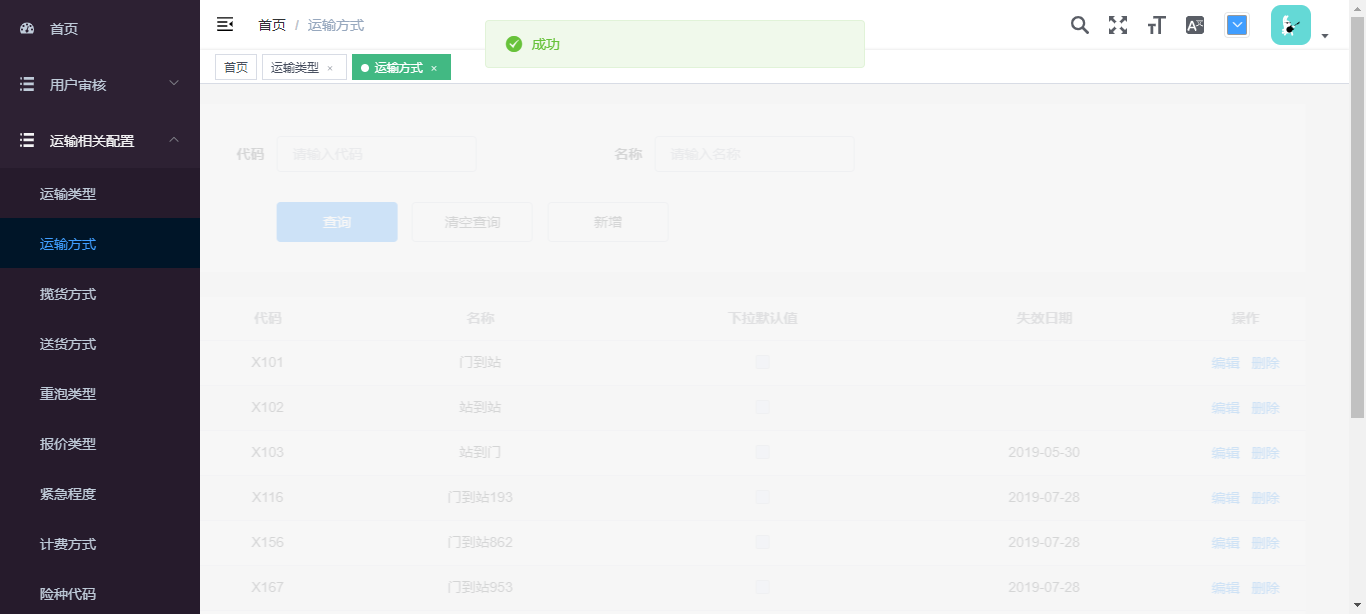 首页
用户审核
运输相关配置
运输类型
运输方式
揽货方式
送货方式
重泡类型
报价类型
紧急程度
计费方式
险种代码
首页 / 运输方式
成功
首页 运输类型 × 运输方式 ×
代码 请输入代码 名称 请输入名称
查询 清空查询 新增
代码 名称 下拉默认值 失效日期 操作
X101 门到站 编辑 删除
X102 站到站 编辑 删除
X103 站到门 2019-05-30 编辑 删除
X116 门到站193 2019-07-28 编辑 删除
X156 门到站862 2019-07-28 编辑 删除
X167 门到站953 2019-07-28 编辑 删除